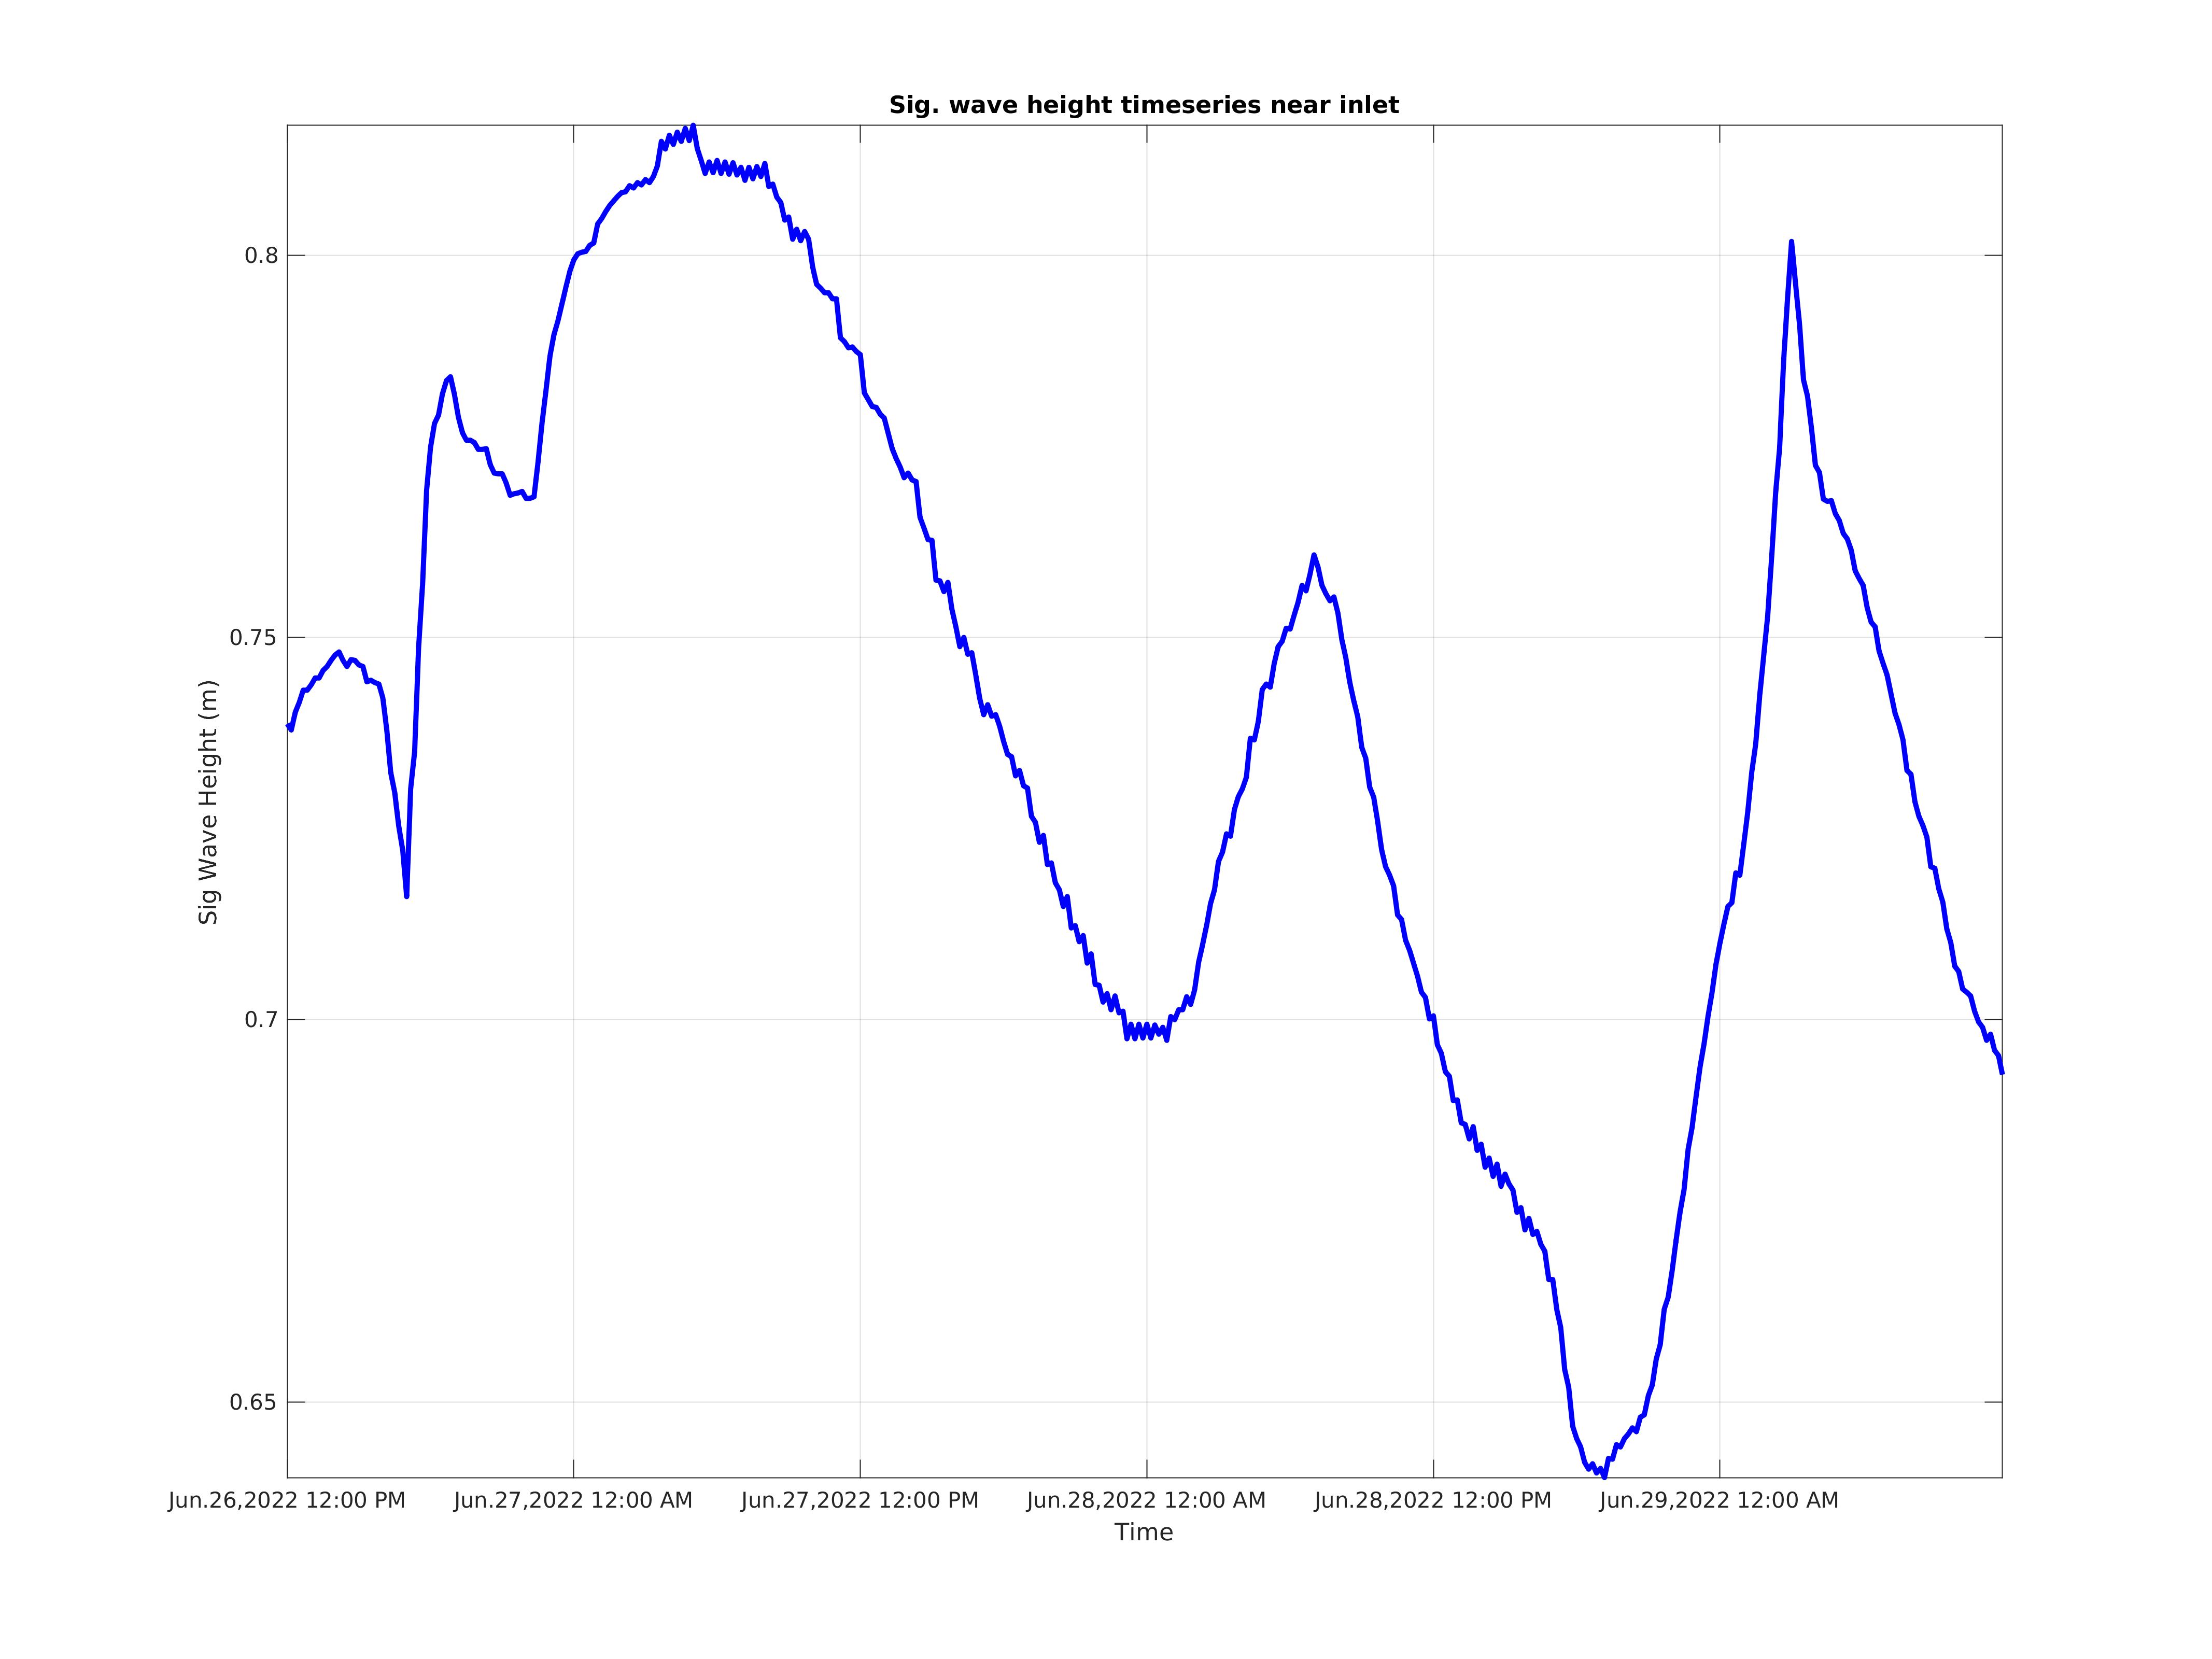 Sig. wave height timeseries near inlet
0.8
0.75
0.7
0.65
Sig Wave Height (m)
Jun.26,2022 12:00 PM
Jun.27,2022 12:00 AM
Jun.27,2022 12:00 PM
Jun.28,2022 12:00 AM
Jun.28,2022 12:00 PM
Jun.29,2022 12:00 AM
Time